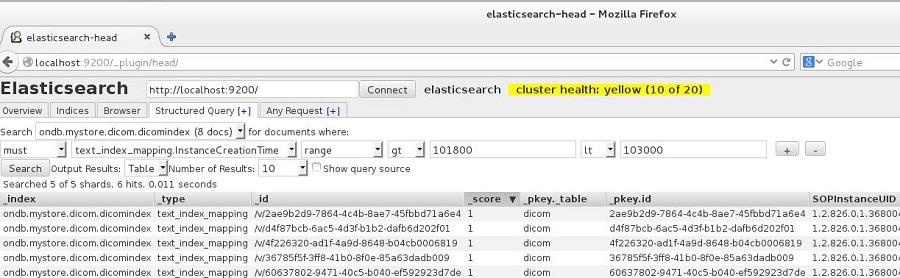 elasticsearch-head - Mozilla Firefox
elasticsearch-head
localhost:9200/_plugin/head/
Google
Elasticsearch http://localhost:9200/ Connect elasticsearch cluster health: yellow (10 of 20)
Overview Indices Browser Structured Query [+] Any Request [+]
Search ondb.mystore.dicom.dicomindex (8 docs) for documents where:
must text_index_mapping.InstanceCreationTime range gt 101800 lt 103000 + -
Search Output Results: Table Number of Results: 10 Show query source
Searched 5 of 5 shards. 6 hits. 0.011 seconds
_index _type _id _score ▼ _pkey._table _pkey.id SOPInstanceUID
ondb.mystore.dicom.dicomindex text_index_mapping /v/2ae9b2d9-7864-4c4b-8ae7-45fbbd71a6e4 1 dicom 2ae9b2d9-7864-4c4b-8ae7-45fbbd71a6e4 1.2.826.0.1.368004
ondb.mystore.dicom.dicomindex text_index_mapping /v/d4f87bcb-6ac5-4d3f-b1b2-dafb6d202f01 1 dicom d4f87bcb-6ac5-4d3f-b1b2-dafb6d202f01 1.2.826.0.1.368004
ondb.mystore.dicom.dicomindex text_index_mapping /v/4f226320-ad1f-4a9d-8648-b04cb0006819 1 dicom 4f226320-ad1f-4a9d-8648-b04cb0006819 1.2.826.0.1.368004
ondb.mystore.dicom.dicomindex text_index_mapping /v/36785f5f-3ff8-41b0-8f0e-85a63dadb009 1 dicom 36785f5f-3ff8-41b0-8f0e-85a63dadb009 1.2.826.0.1.368004
ondb.mystore.dicom.dicomindex text_index_mapping /v/60637802-9471-40c5-b040-ef592923d7de 1 dicom 60637802-9471-40c5-b040-ef592923d7de 1.2.826.0.1.368004